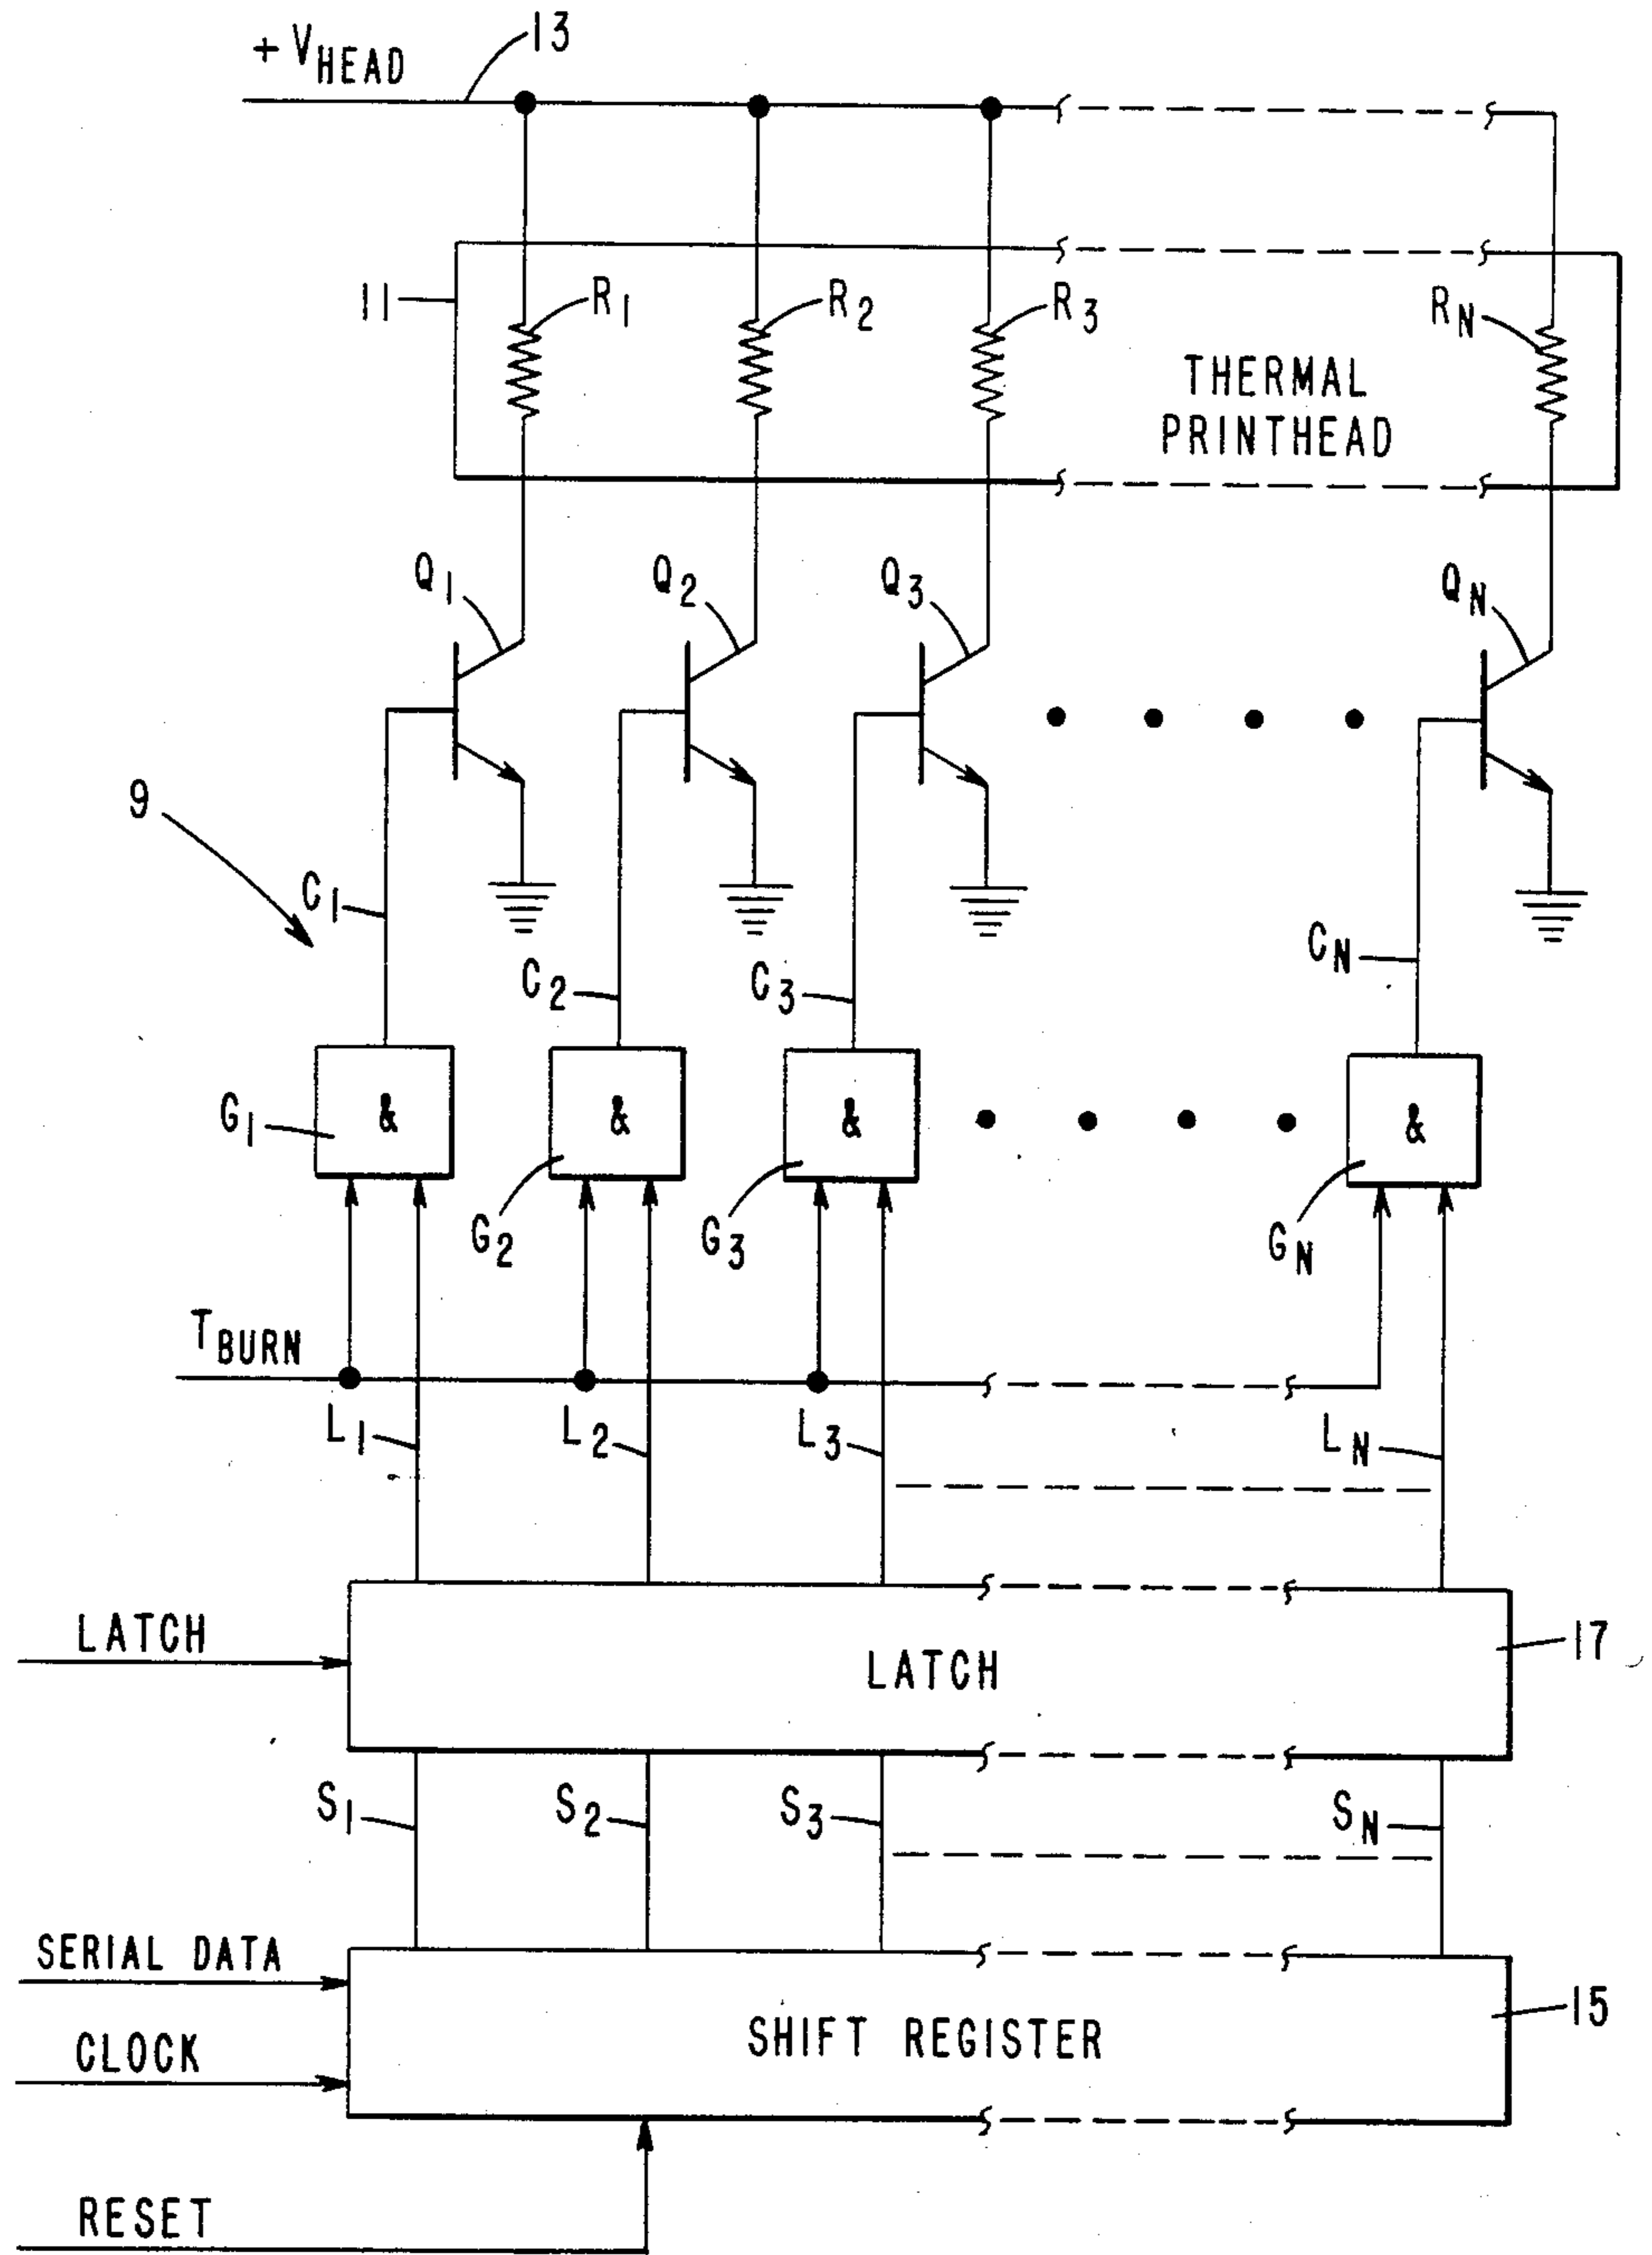 + VHEAD 13
11 R1 R2 R3 RN
THERMAL
PRINTHEAD
Q1 Q2 Q3 QN
9
C1 C2 C3 CN
& & & &
G1 G2 G3 GN
TBURN
L1 L2 L3 LN
LATCH
LATCH
17
S1 S2 S3 SN
SERIAL DATA
CLOCK
SHIFT REGISTER
15
RESET